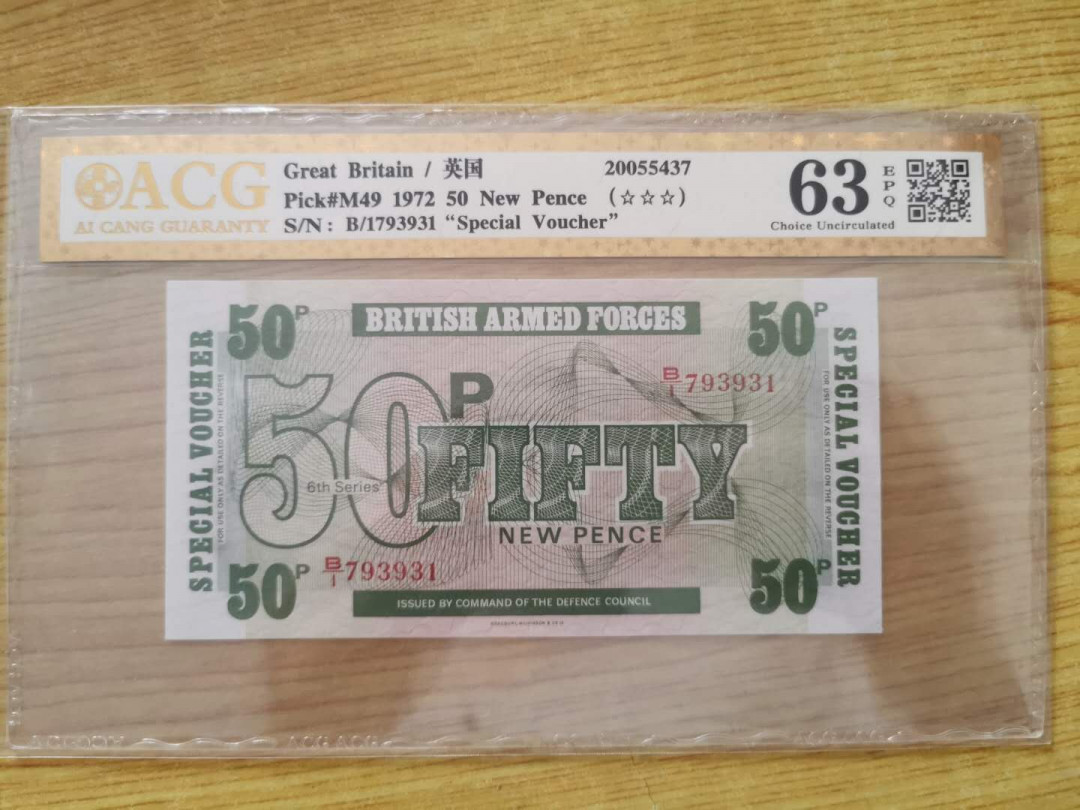 ACG
AI CANG GUARANTY
Great Britain / 英国 20055437
Pick#M49 1972 50 New Pence (☆☆☆)
S/N: B/1793931 “Special Voucher”
63 EPQ
Choice Uncirculated
50P
BRITISH ARMED FORCES
50P
SPECIAL VOUCHER
FOR USE ONLY AS DETAILED ON THE REVERSE
B/1 793931
50P
FIFTY
6th Series
NEW PENCE
SPECIAL VOUCHER
FOR USE ONLY AS DETAILED ON THE REVERSE
50P
B/1 793931
ISSUED BY COMMAND OF THE DEFENCE COUNCIL
50P
ACG ACG